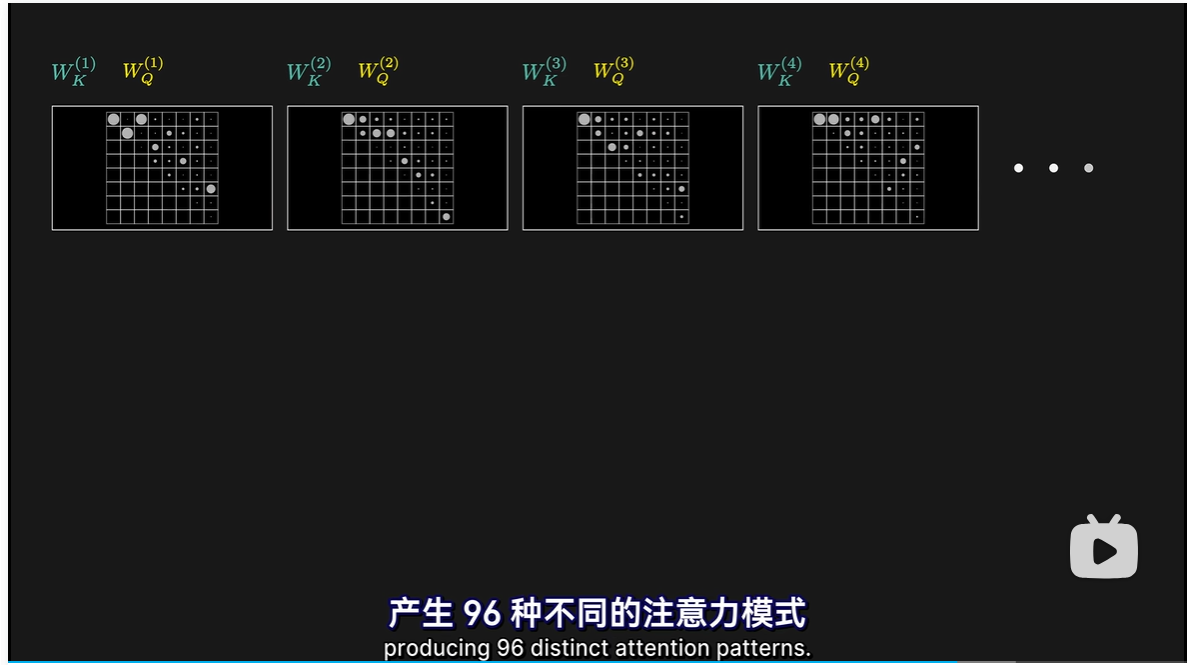 W_K^{(1)} W_Q^{(1)} W_K^{(2)} W_Q^{(2)} W_K^{(3)} W_Q^{(3)} W_K^{(4)} W_Q^{(4)}
产生 96 种不同的注意力模式
producing 96 distinct attention patterns.